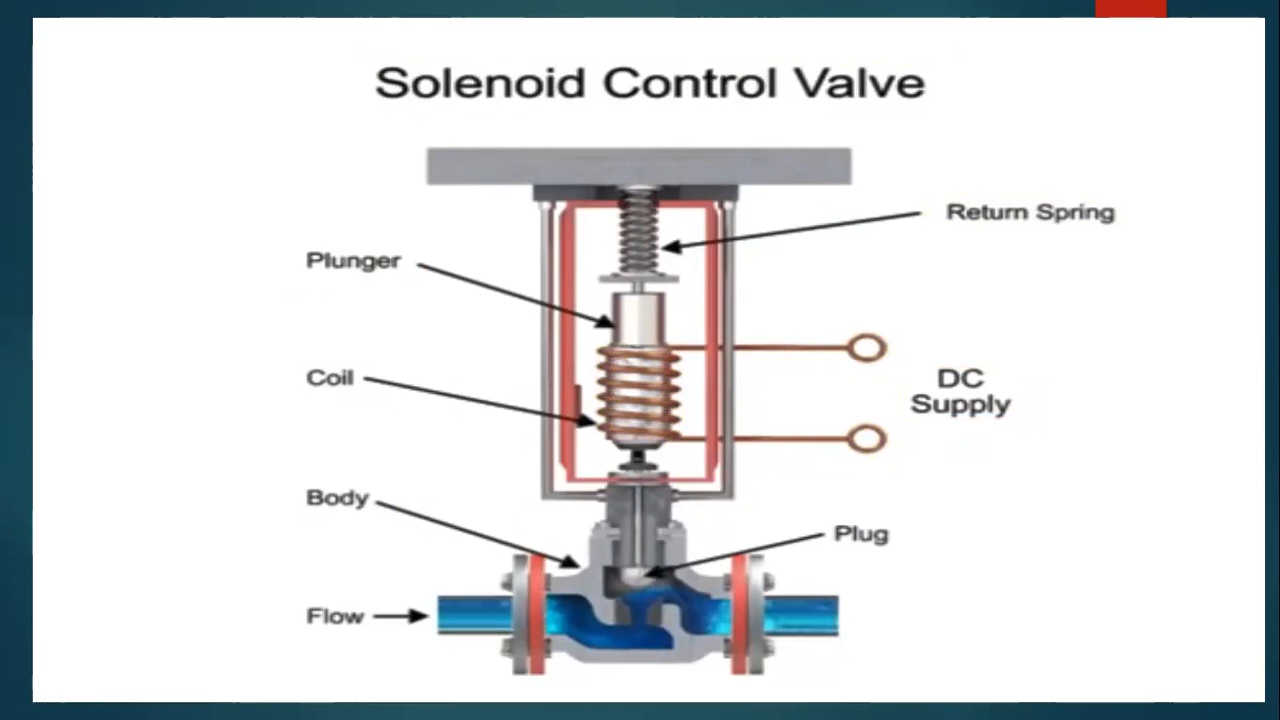 Solenoid Control Valve
Return Spring
Plunger
Coil
DC
Supply
Body
Plug
Flow